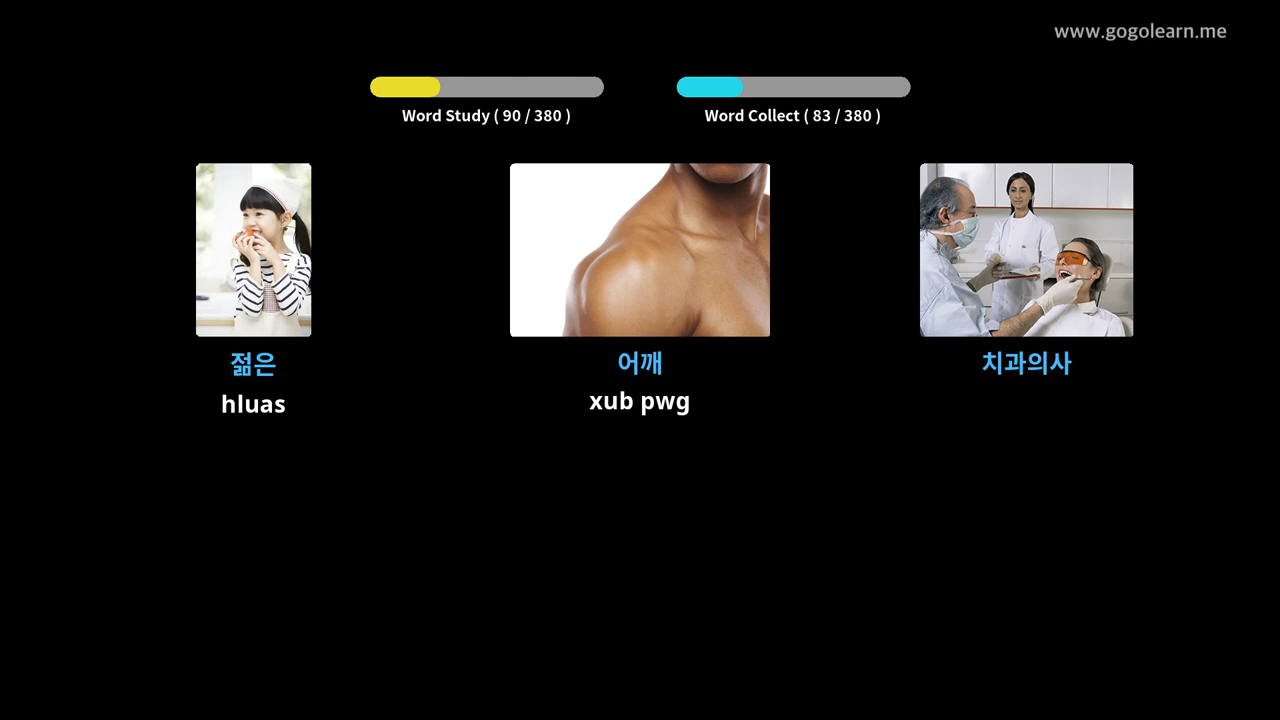 www.gogolearn.me
Word Study ( 90 / 380 )
Word Collect ( 83 / 380 )
젊은
어깨
치과의사
hluas
xub pwg